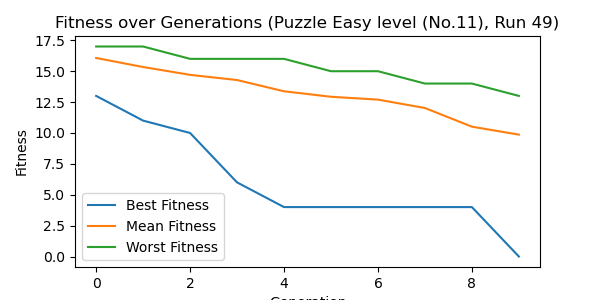 Fitness over Generations (Puzzle Easy level (No.11), Run 49)
17.5
15.0
12.5
10.0
7.5
5.0
2.5
0.0
Fitness
Best Fitness
Mean Fitness
Worst Fitness
0 2 4 6 8
Generation